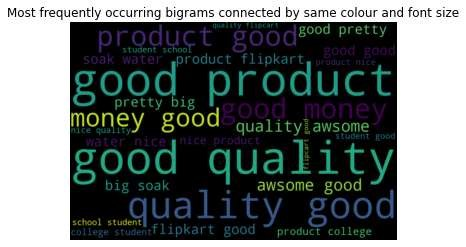 Most frequently occurring bigrams connected by same colour and font size
quality flipcart
product good
good pretty
student school
good good
soak water
product flipkart
product nice
good product
pretty big
good money
money good
quality awsome
nice quality
student good
water nice
nice product
flipcart good
good quality
big soak
awsome good
quality good
school student
college student
flipkart good
product college